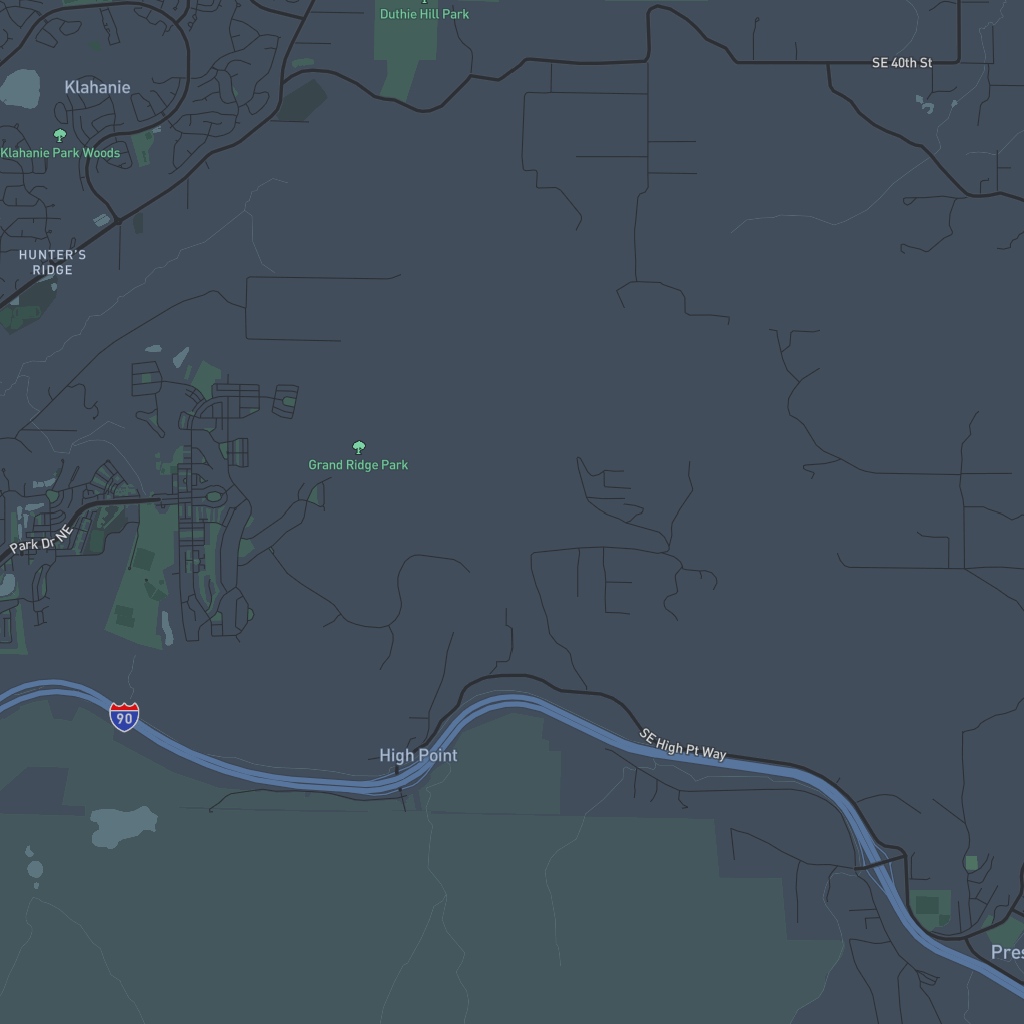 Duthie Hill Park
SE 40th St
Klahanie
Klahanie Park Woods
HUNTER'S
RIDGE
Grand Ridge Park
Park Dr NE
90
SE High Pt Way
High Point
Pres